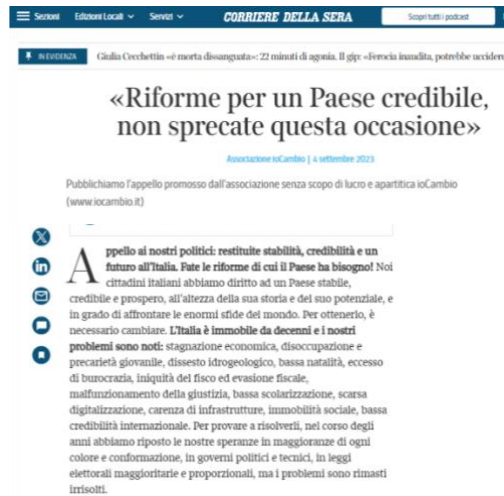 Sezioni Edizioni Locali Servizi CORRIERE DELLA SERA Scopri tutti i podcast
IN EVIDENZA Giulia Cecchettin «è morta dissanguata»: 22 minuti di agonia. Il gip: «Ferocia inaudita, potrebbe uccidere
«Riforme per un Paese credibile,
non sprecate questa occasione»
Associazione ioCambio | 4 settembre 2023
Pubblichiamo l'appello promosso dall'associazione senza scopo di lucro e apartitica ioCambio
(www.iocambio.it)
Appello ai nostri politici: restituite stabilità, credibilità e un
futuro all'Italia. Fate le riforme di cui il Paese ha bisogno! Noi
cittadini italiani abbiamo diritto ad un Paese stabile,
credibile e prospero, all'altezza della sua storia e del suo potenziale, e
in grado di affrontare le enormi sfide del mondo. Per ottenerlo, è
necessario cambiare. L'Italia è immobile da decenni e i nostri
problemi sono noti: stagnazione economica, disoccupazione e
precarietà giovanile, dissesto idrogeologico, bassa natalità, eccesso
di burocrazia, iniquità del fisco ed evasione fiscale,
malfunzionamento della giustizia, bassa scolarizzazione, scarsa
digitalizzazione, carenza di infrastrutture, immobilità sociale, bassa
credibilità internazionale. Per provare a risolverli, nel corso degli
anni abbiamo riposto le nostre speranze in maggioranze di ogni
colore e conformazione, in governi politici e tecnici, in leggi
elettorali maggioritarie e proporzionali, ma i problemi sono rimasti
irrisolti.